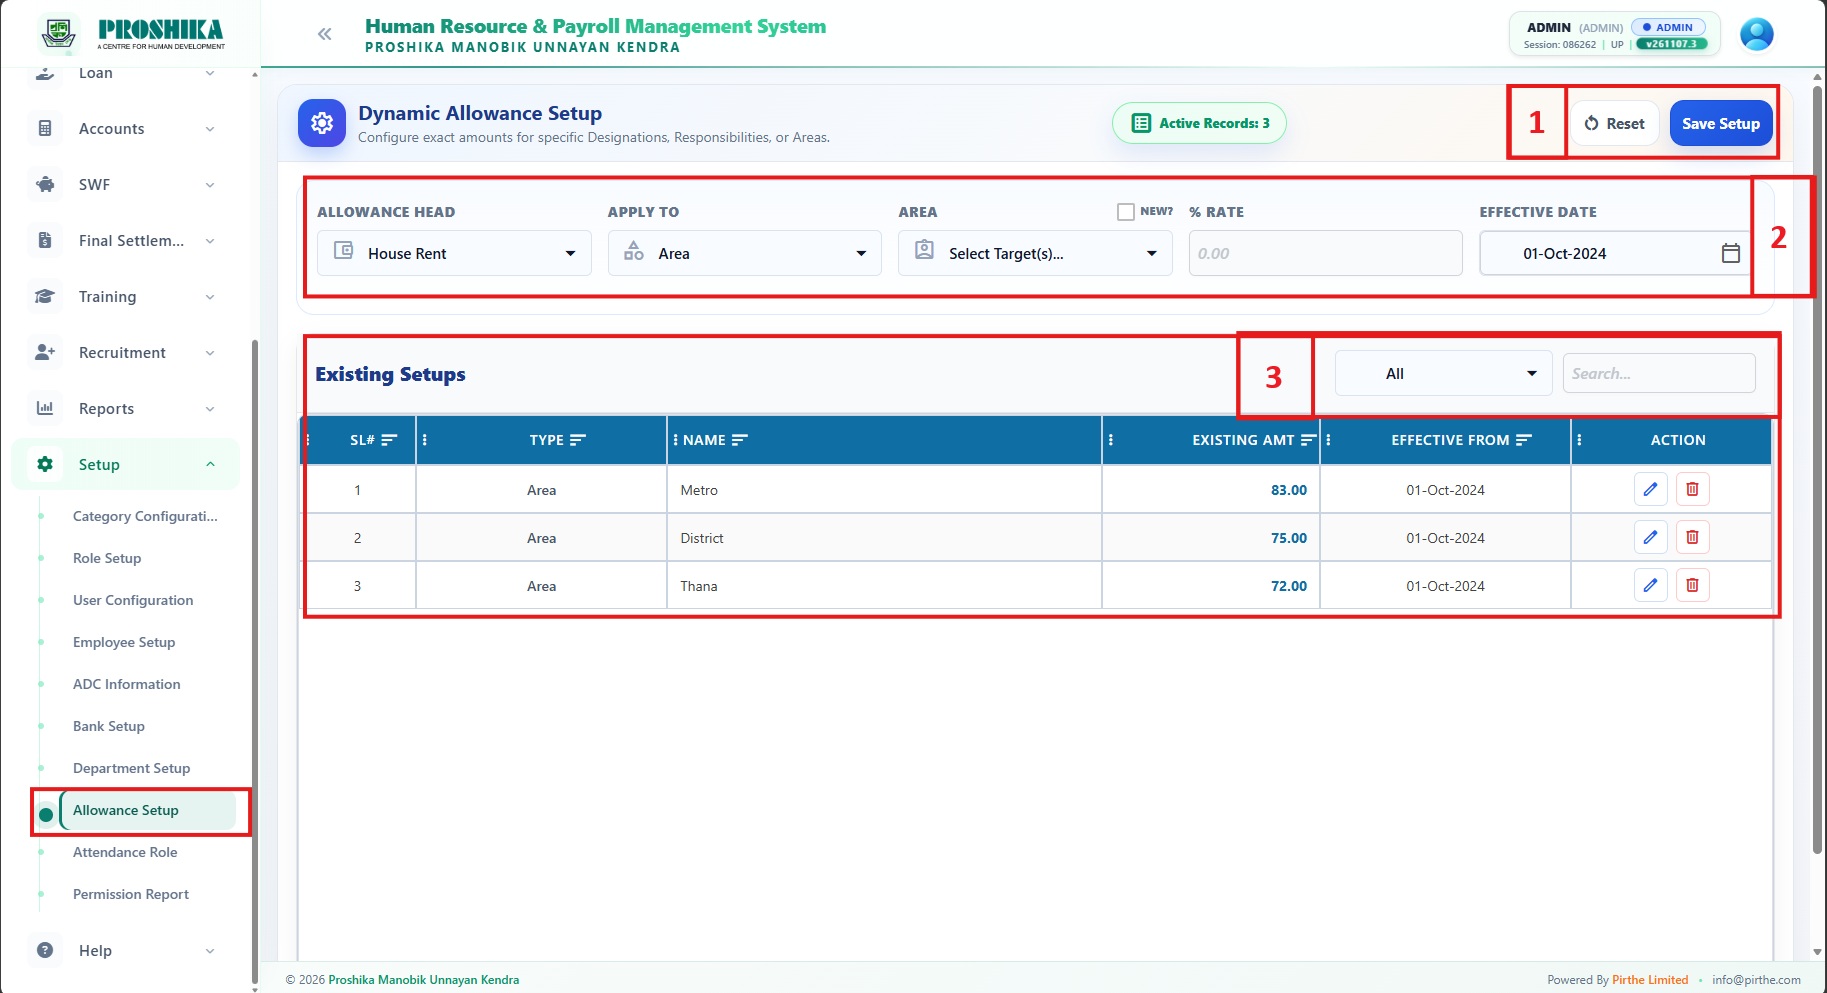 PROSHIKA
A CENTRE FOR HUMAN DEVELOPMENT
Human Resource & Payroll Management System
PROSHIKA MANOBIK UNNAYAN KENDRA
ADMIN (ADMIN) ADMIN
Session: 086262 | UP | v261107.3
Loan
Accounts
SWF
Final Settlem...
Training
Recruitment
Reports
Setup
Category Configurati...
Role Setup
User Configuration
Employee Setup
ADC Information
Bank Setup
Department Setup
Allowance Setup
Attendance Role
Permission Report
Help
Dynamic Allowance Setup
Configure exact amounts for specific Designations, Responsibilities, or Areas.
Active Records: 3
1
Reset
Save Setup
ALLOWANCE HEAD APPLY TO AREA NEW? % RATE EFFECTIVE DATE
House Rent Area Select Target(s)... 0.00 01-Oct-2024
2
Existing Setups
3
All
Search...
SL# TYPE NAME EXISTING AMT EFFECTIVE FROM ACTION
1 Area Metro 83.00 01-Oct-2024
2 Area District 75.00 01-Oct-2024
3 Area Thana 72.00 01-Oct-2024
© 2026 Proshika Manobik Unnayan Kendra
Powered By Pirthe Limited • info@pirthe.com